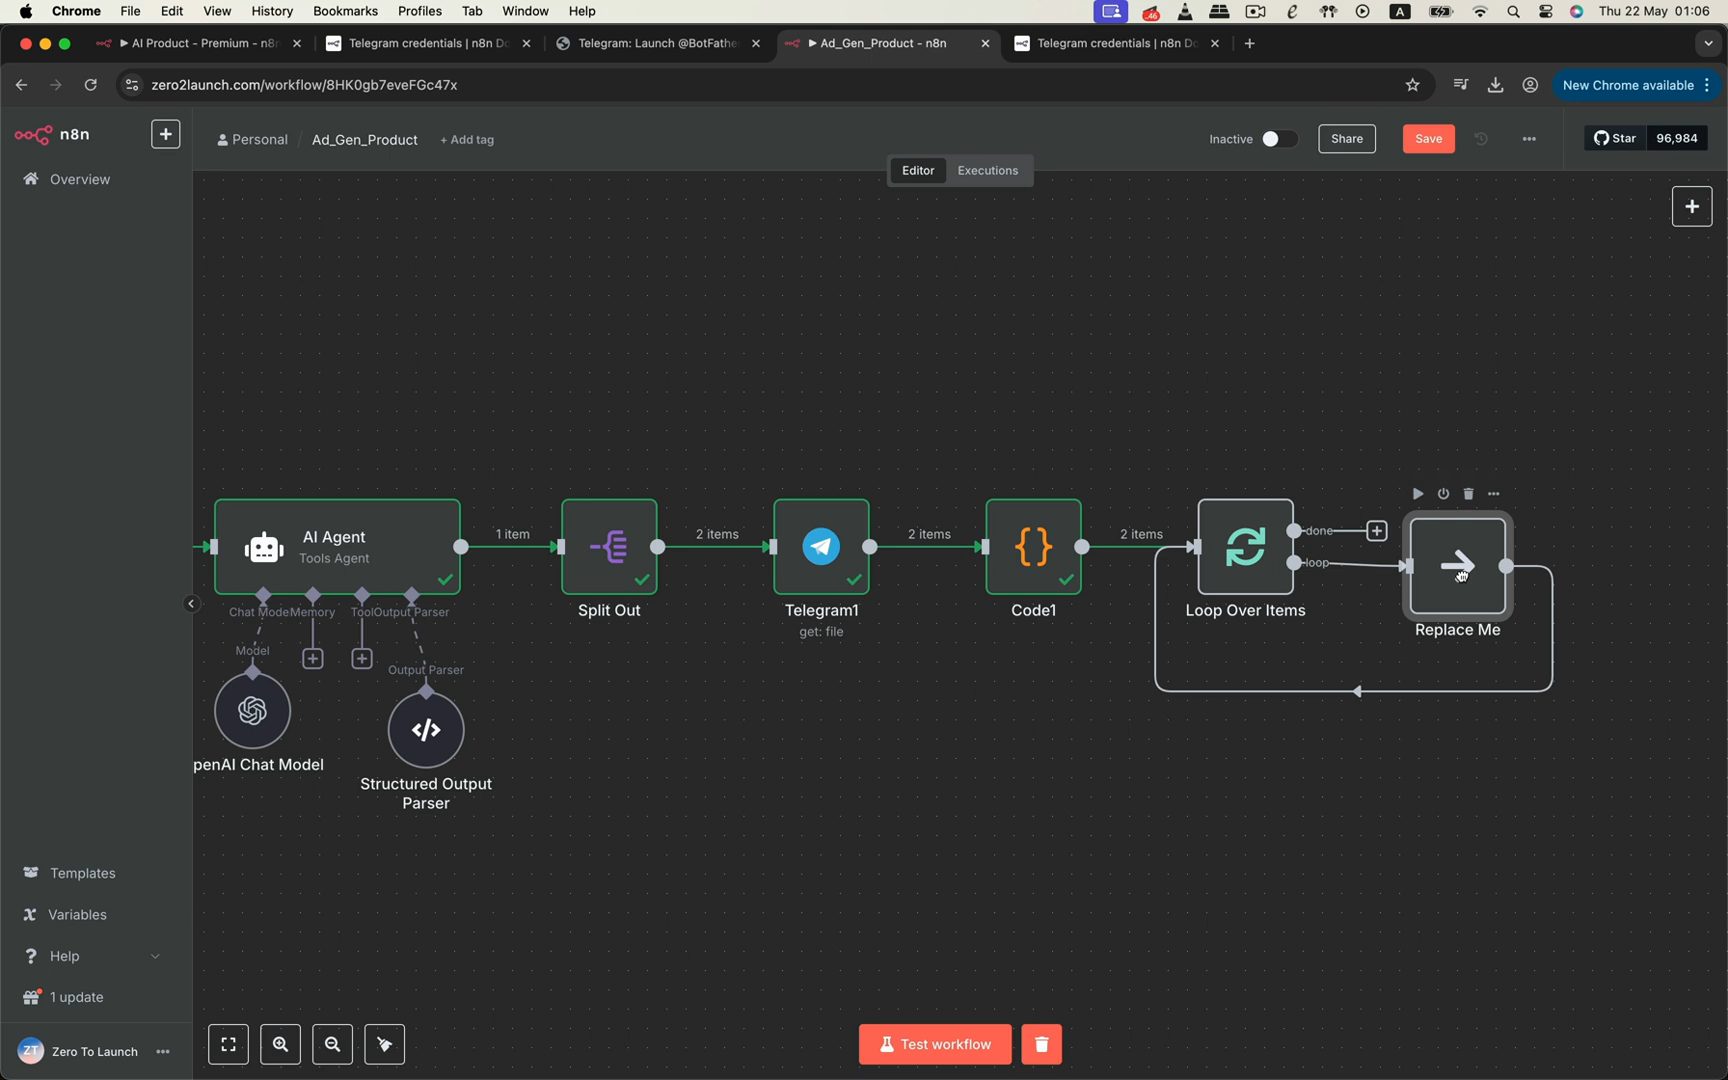 Chrome File Edit View History Bookmarks Profiles Tab Window Help
46
A
Thu 22 May 01:06
AI Product - Premium - n8n
Telegram credentials | n8n Do
Telegram: Launch @BotFathe
Ad_Gen_Product - n8n
Telegram credentials | n8n Do
zero2launch.com/workflow/8HK0gb7eveFGc47x
New Chrome available
n8n
Personal / Ad_Gen_Product + Add tag
Inactive
Share
Save
Star 96,984
Editor Executions
Overview
AI Agent
Tools Agent
Chat Mode
Memory
Tool
Output Parser
1 item
2 items
2 items
2 items
done
loop
Split Out
Telegram1
get: file
Code1
Loop Over Items
Replace Me
Model
Output Parser
penAI Chat Model
Structured Output
Parser
Templates
Variables
Help
1 update
ZT Zero To Launch
Test workflow